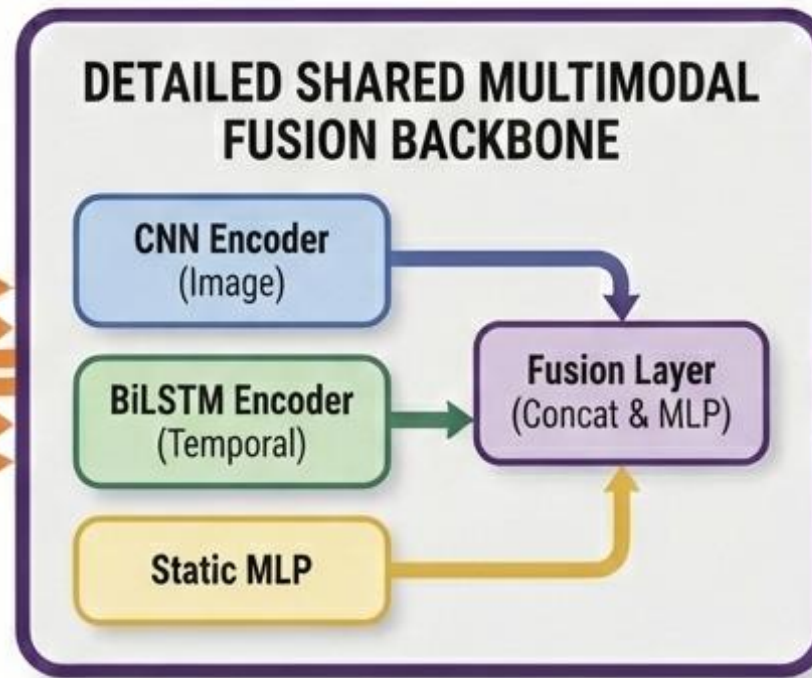 DETAILED SHARED MULTIMODAL
FUSION BACKBONE
CNN Encoder
(Image)
BiLSTM Encoder
(Temporal)
Static MLP
Fusion Layer
(Concat & MLP)